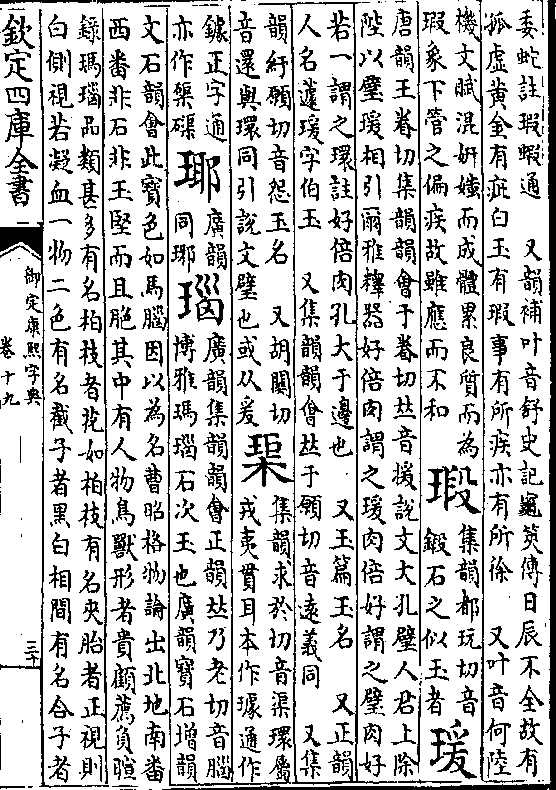 委蛇註瑕蝦通　又韻補叶音舒史記龜筴傳日辰不全故有
孤虚黄金有疵白玉有瑕事有所疾亦有所徐　又叶音何陸
機文賦混妍媸而成體累良質而為
瑕象下管之偏疾故雖應而不和
瑖
集韻都玩切音
鍛石之似玉者
瑗
唐韻王眷切集韻韻會于眷切𠀤音援說文大孔璧人君上除
陛以璧瑗相引爾雅釋器好倍肉謂之瑗肉倍好謂之璧肉好
若一謂之環註好倍肉孔大于邊也　又玉篇玉名　又正韻
人名蘧瑗字伯玉　又集韻韻會𠀤于願切音遠義同　又集
韻紆願切音怨玉名　又胡關切
音還與環同引說文璧也或从爰
璖
集韻求於切音渠環屬
戎夷貫耳本作璩通作
鐻正字通
亦作㻿磲
瑘
廣韻
同琊
瑙
廣韻集韻韻會正韻𠀤乃老切音腦
博雅瑪瑙石次玉也廣韻寶石增韻
文石韻會此寶色如馬腦因以為名曹昭格物論出北地南番
西番非石非玉堅而且脆其中有人物鳥獸形者貴顧薦負暄
錄瑪瑙品類甚多有名柏枝者花如柏枝有名夾胎者正視則
白側視若凝血一物二色有名截子者黑白相間有名合子者
欽定四庫全書
御定康熙字典
卷十九
三十